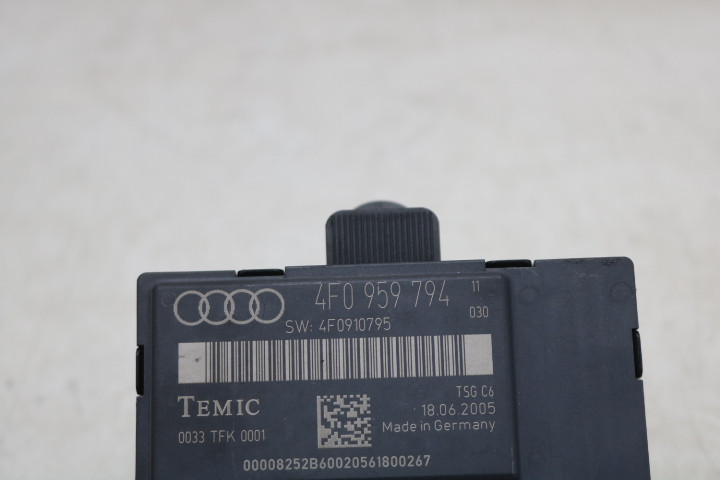 4F0 959 794 11
030
SW: 4F0910795
TSG C6
TEMIC 18.06.2005
0033 TFK 0001 Made in Germany
00008252B60020561800267